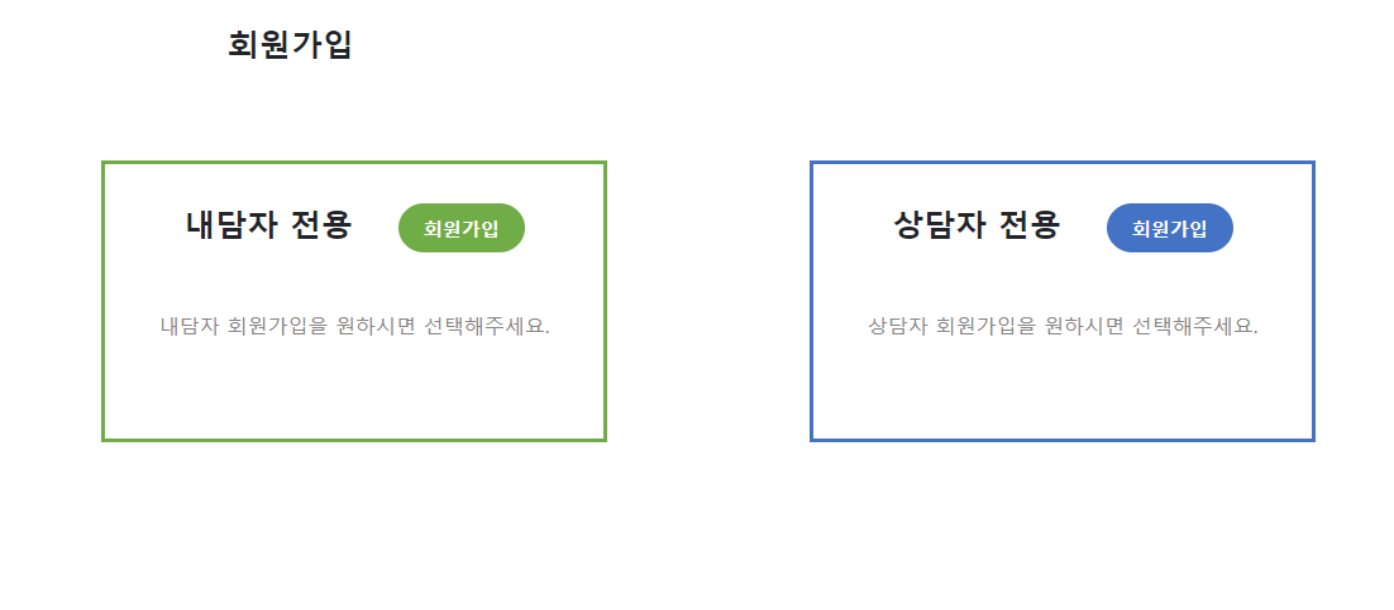 회원가입
내담자 전용 회원가입
내담자 회원가입을 원하시면 선택해주세요.
상담자 전용 회원가입
상담자 회원가입을 원하시면 선택해주세요.